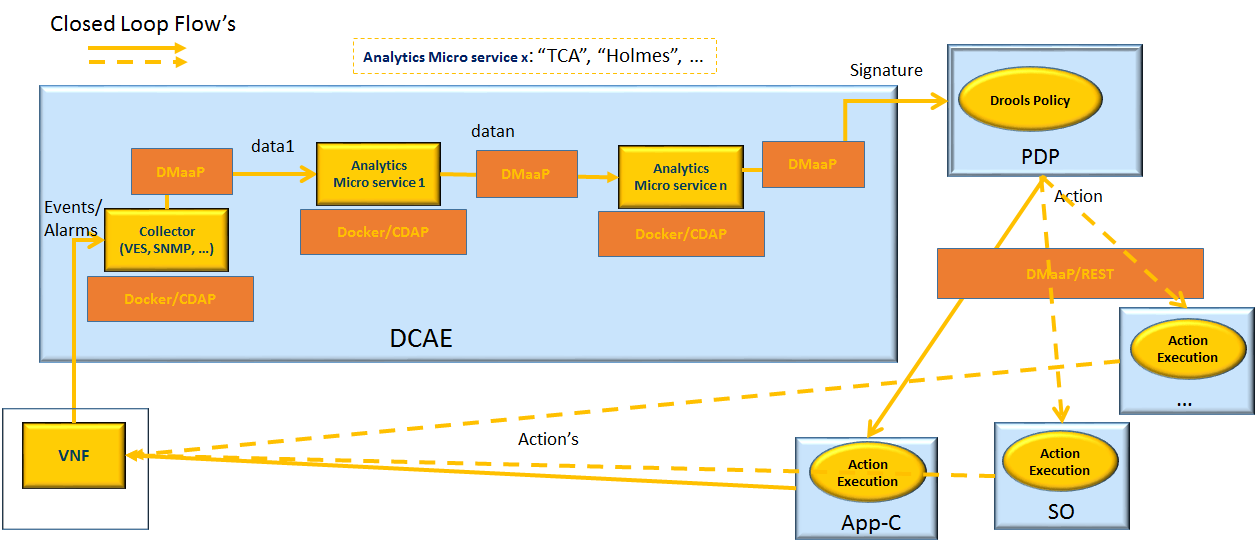 Closed Loop Flow's
Analytics Micro service x: “TCA”, “Holmes”, ...
Signature
Drools Policy
PDP
data1
datan
DMaaP
Analytics
Micro service 1
DMaaP
Analytics
Micro service n
DMaaP
Events/
Alarms
Collector
(VES, SNMP, ...)
Docker/CDAP
Docker/CDAP
Docker/CDAP
DCAE
Action
DMaaP/REST
Action
Execution
...
VNF
Action's
Action
Execution
App-C
Action
Execution
SO